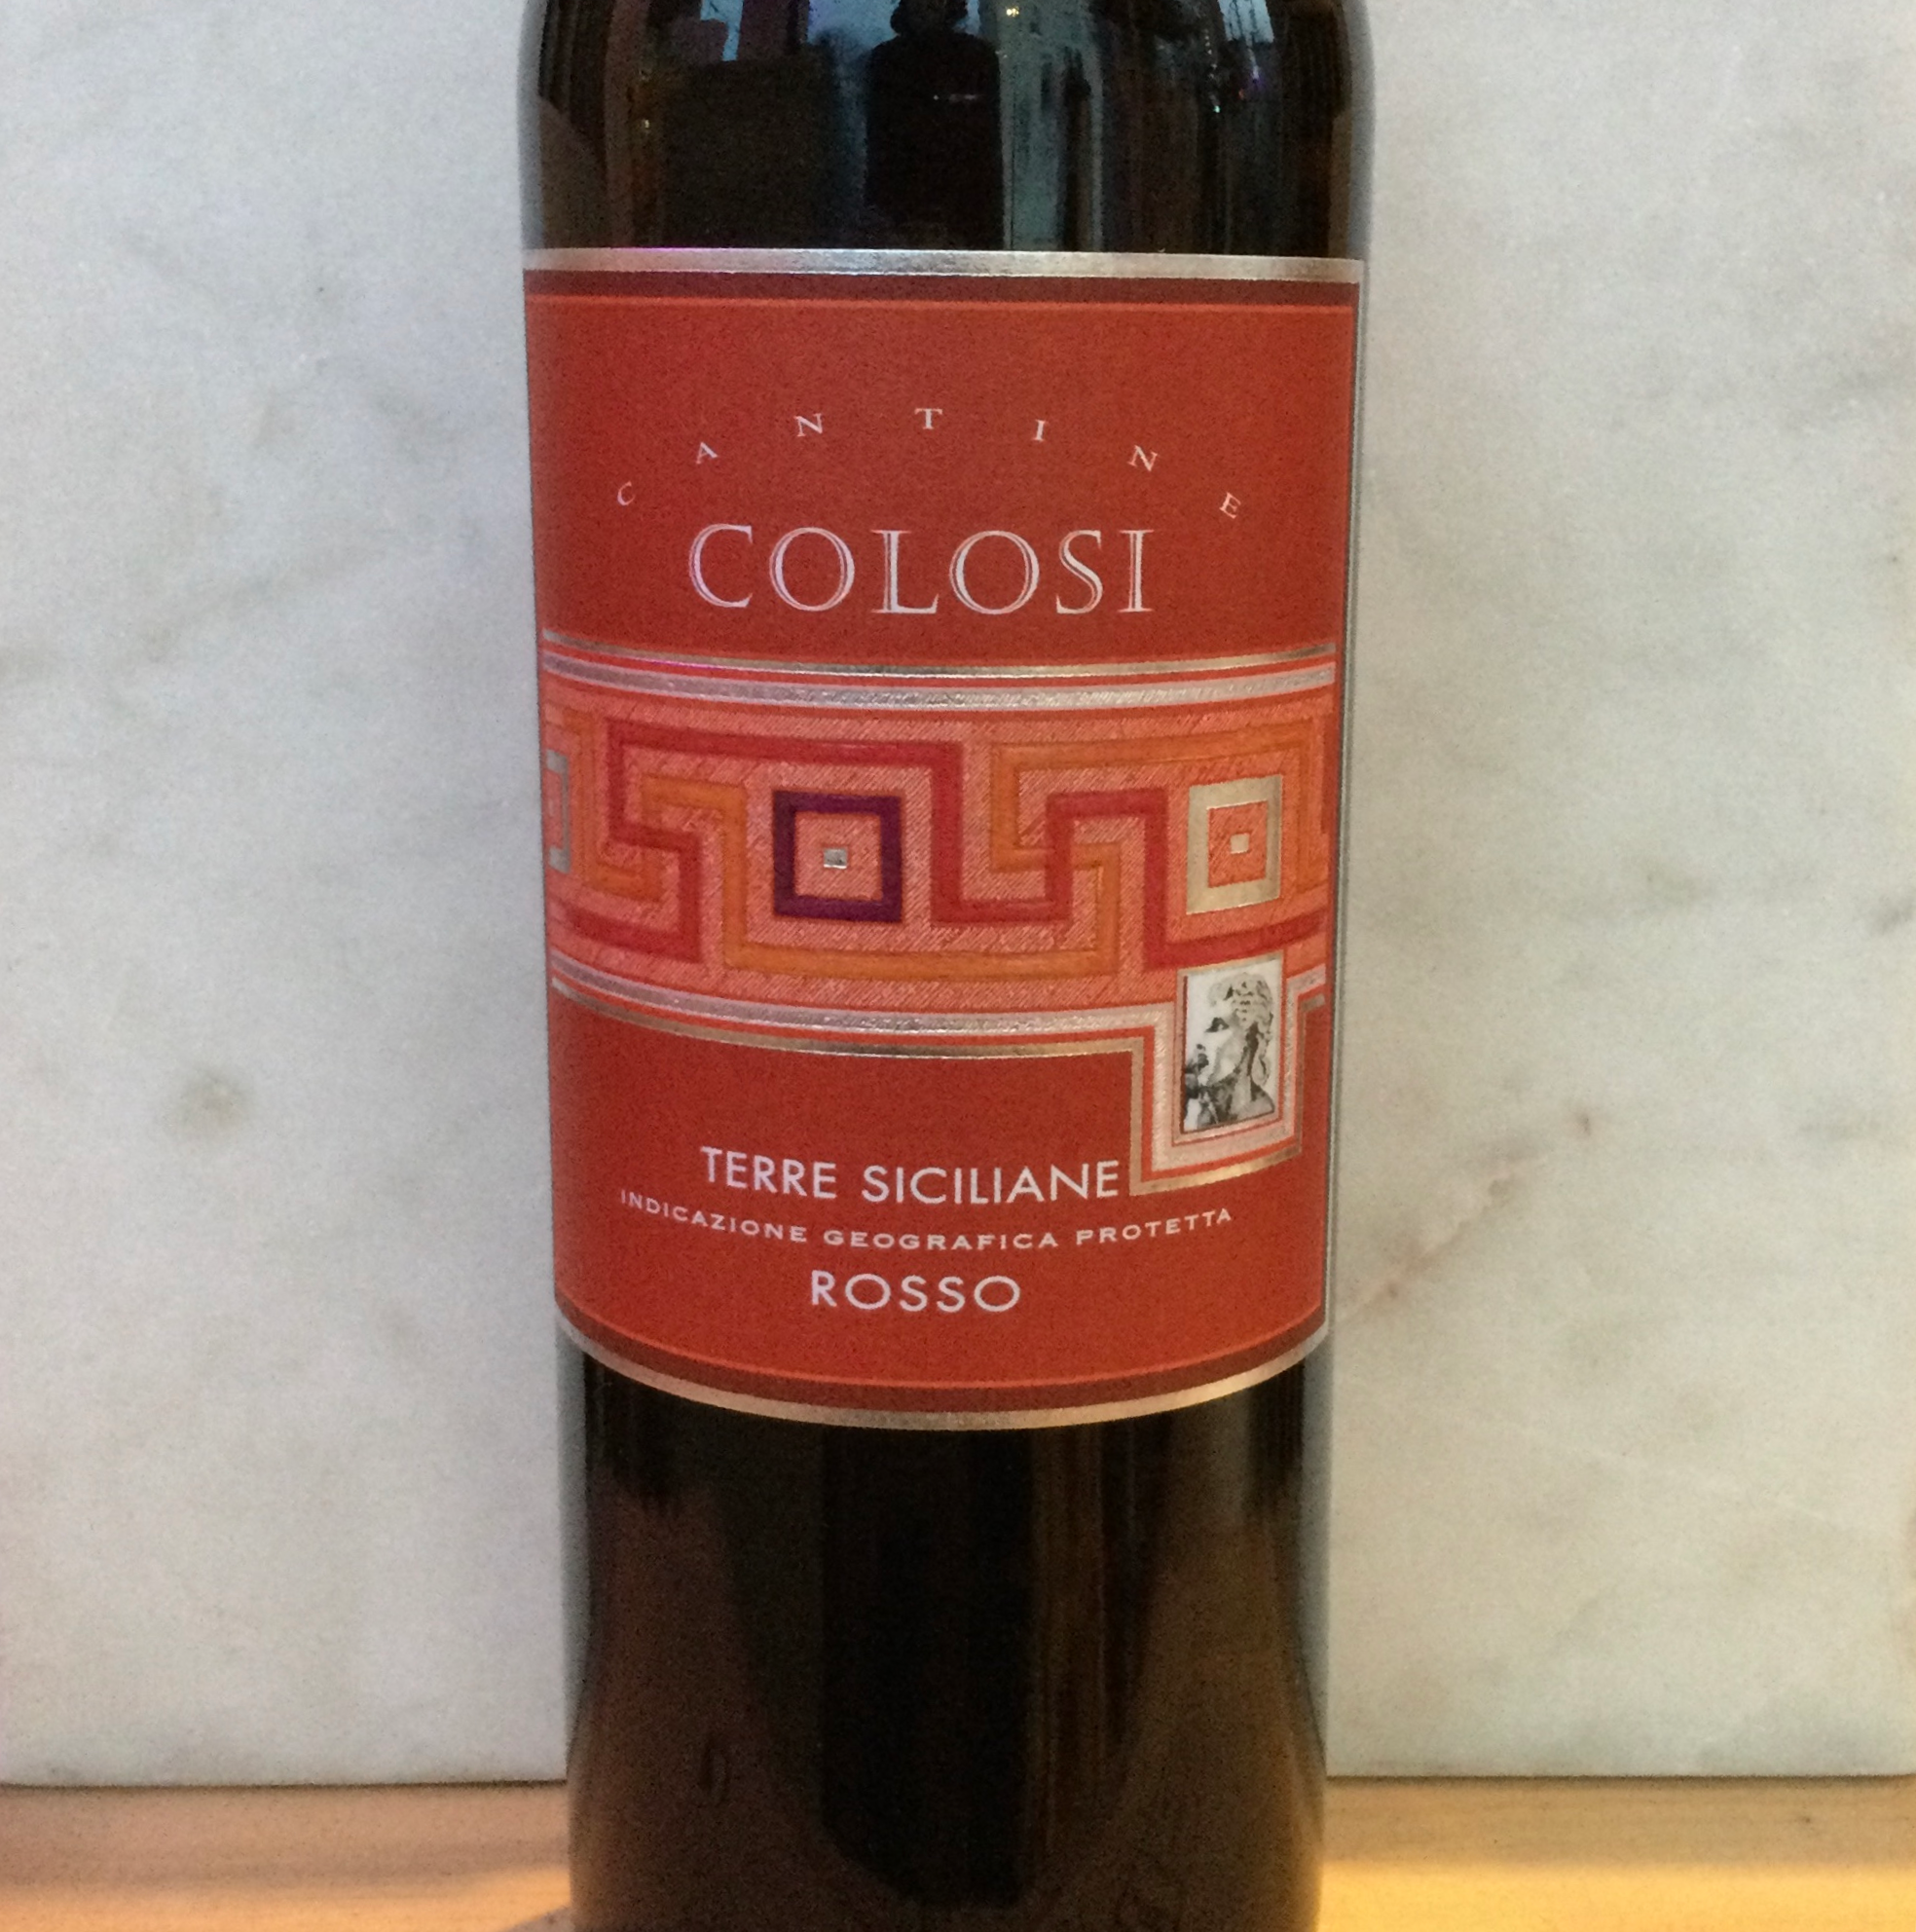 CANTINE
COLOSI
TERRE SICILIANE
INDICAZIONE GEOGRAFICA PROTETTA
ROSSO